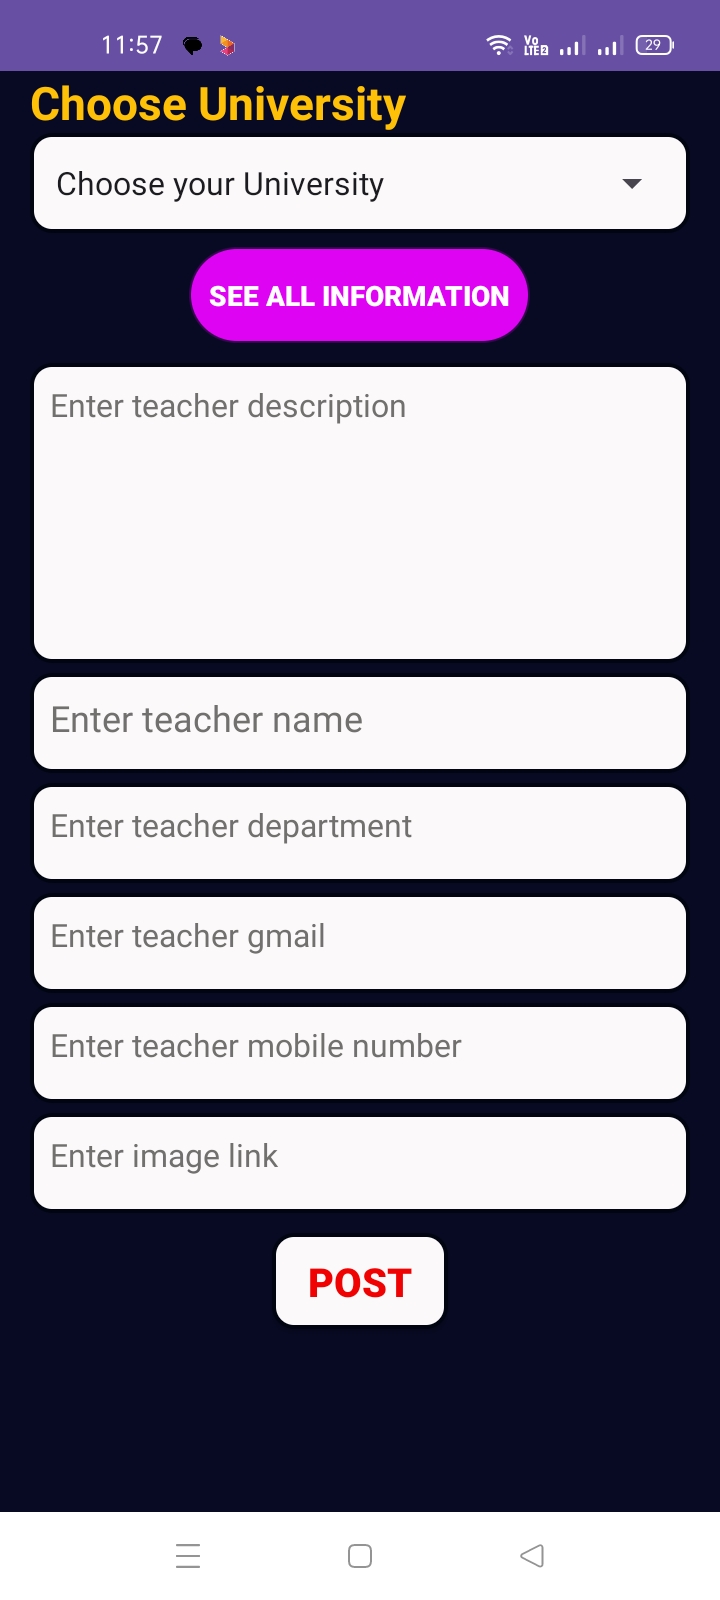 11:57
Vo
LTE2
29
Choose University
Choose your University
SEE ALL INFORMATION
Enter teacher description
Enter teacher name
Enter teacher department
Enter teacher gmail
Enter teacher mobile number
Enter image link
POST